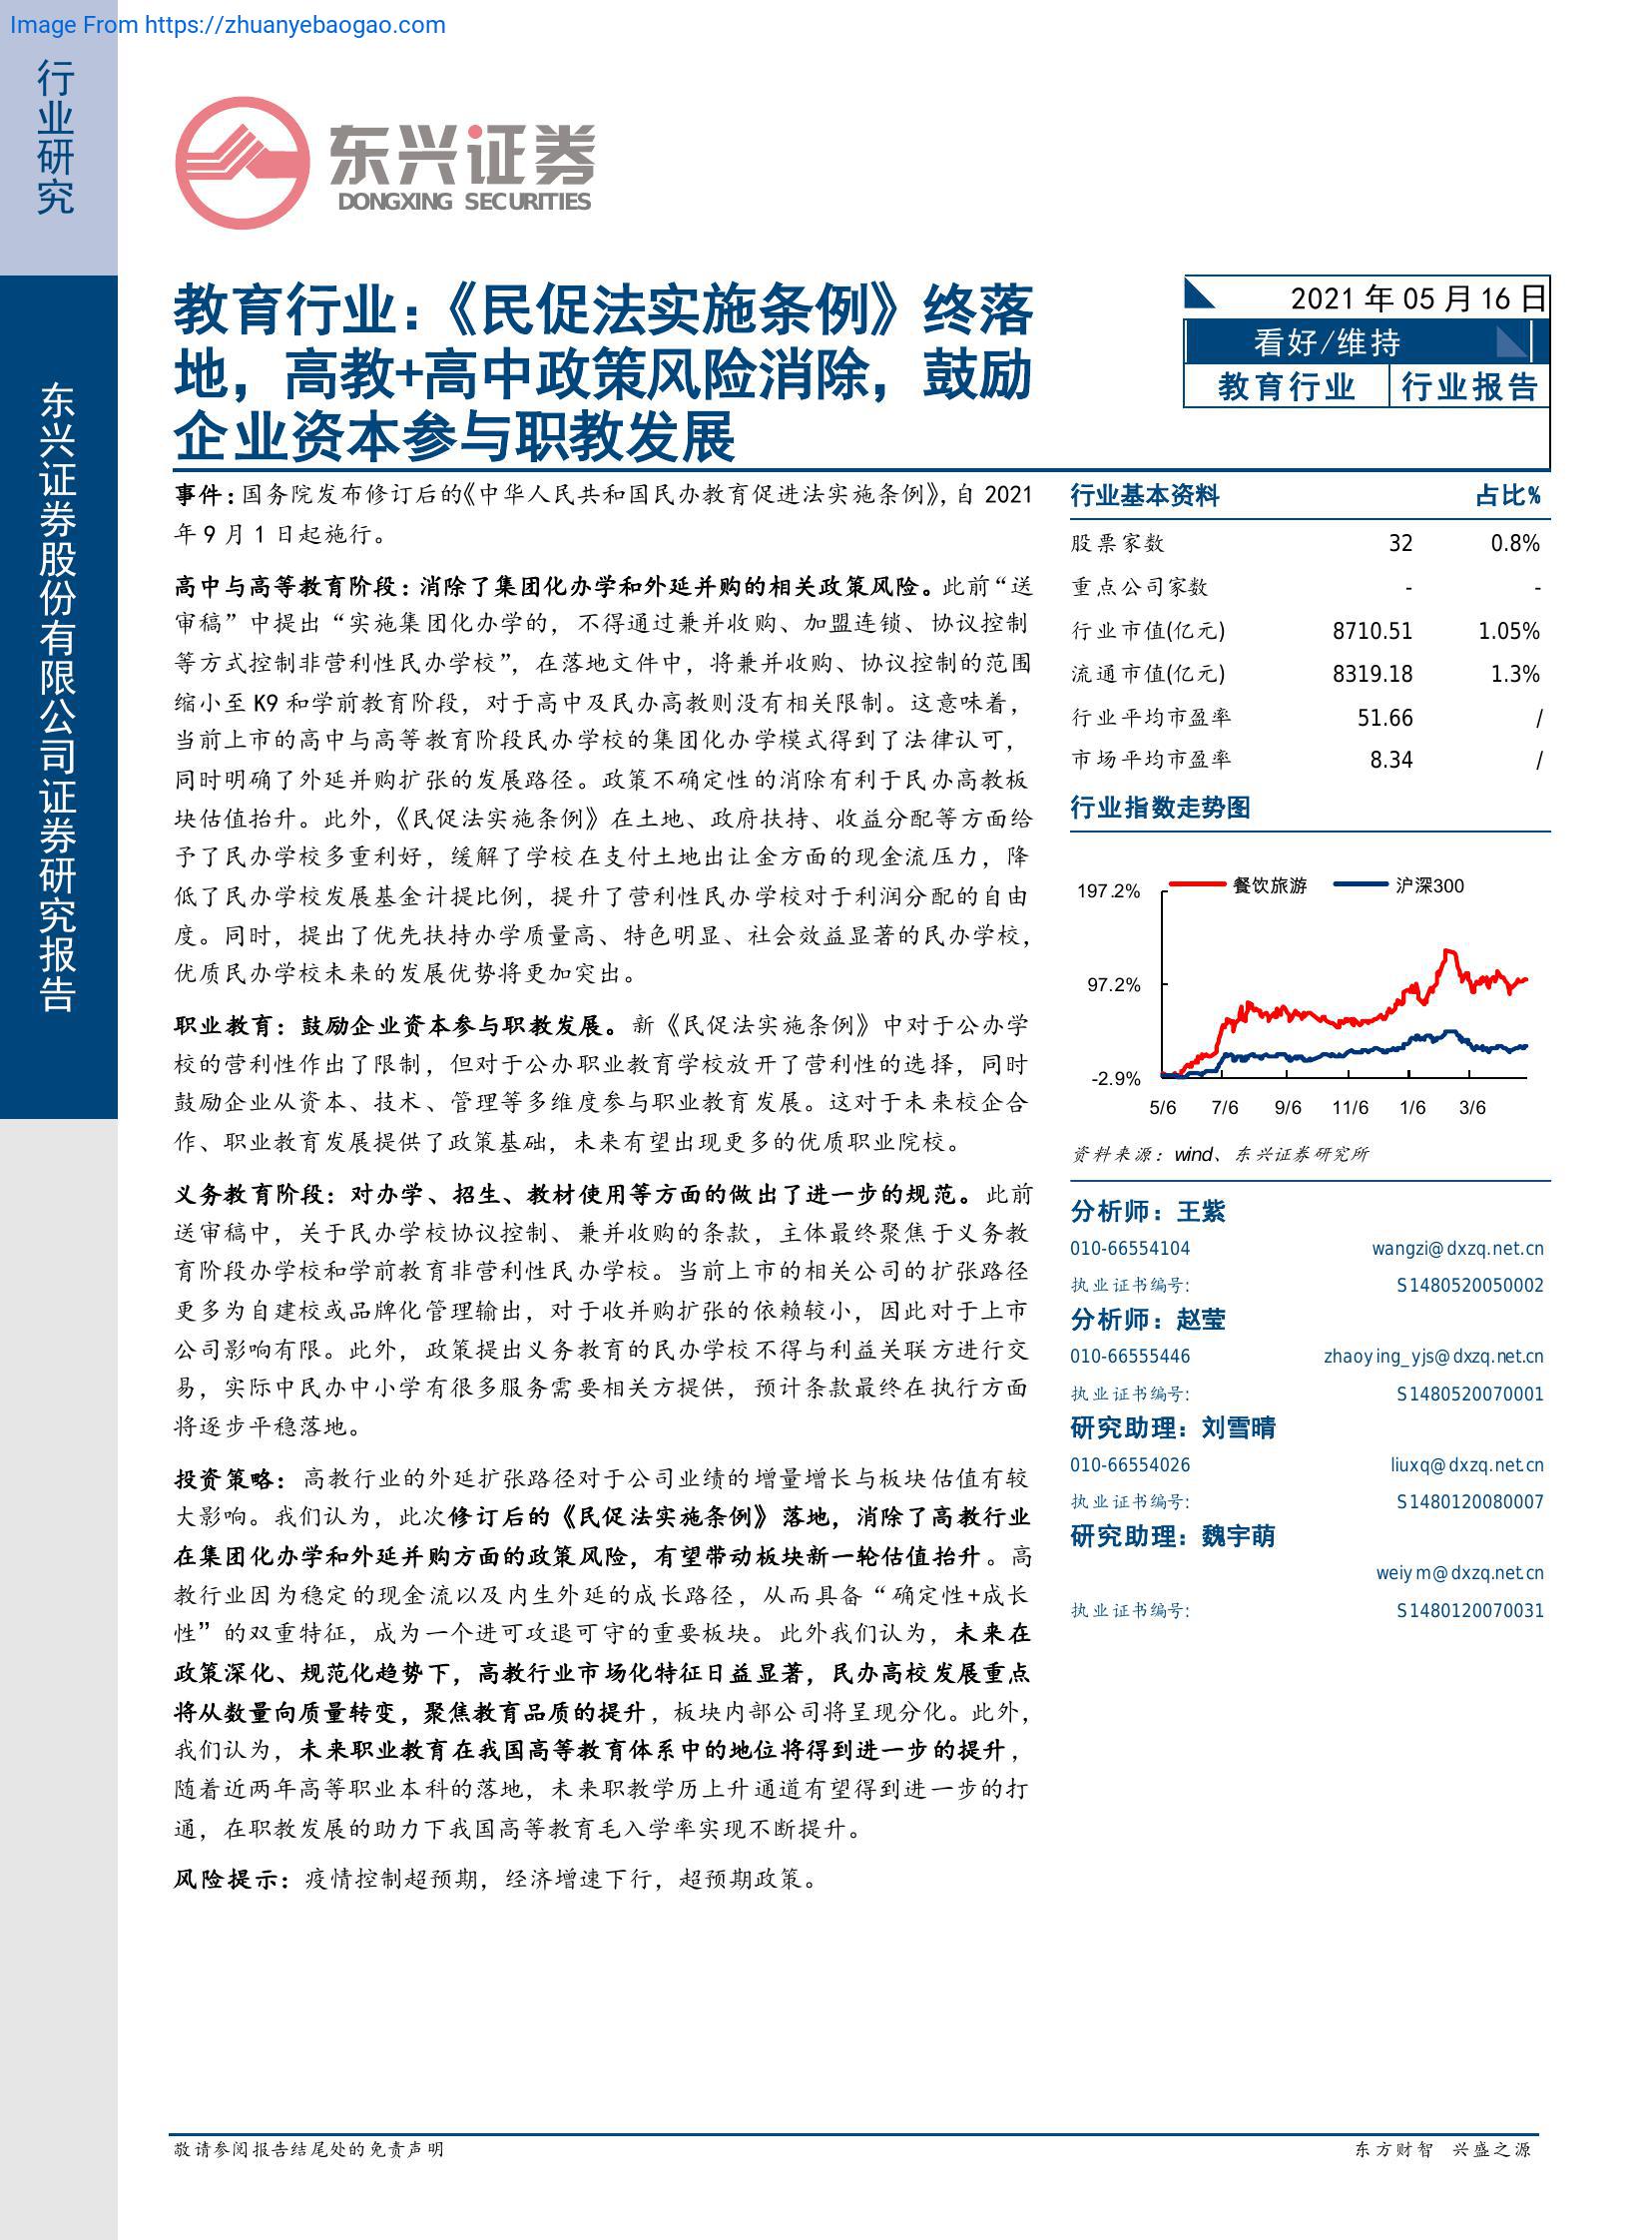 Image From https://zhuanyebaogao.com
行业研究
东兴证券股份有限公司证券研究报告
东兴证券
DONGXING SECURITIES
教育行业：《民促法实施条例》终落
地，高教+高中政策风险消除，鼓励
企业资本参与职教发展
2021 年 05 月 16 日
看好/维持
教育行业 行业报告
事件：国务院发布修订后的《中华人民共和国民办教育促进法实施条例》，自 2021
年 9 月 1 日起施行。
高中与高等教育阶段：消除了集团化办学和外延并购的相关政策风险。此前“送
审稿”中提出“实施集团化办学的，不得通过兼并收购、加盟连锁、协议控制
等方式控制非营利性民办学校”，在落地文件中，将兼并收购、协议控制的范围
缩小至 K9 和学前教育阶段，对于高中及民办高教则没有相关限制。这意味着，
当前上市的高中与高等教育阶段民办学校的集团化办学模式得到了法律认可，
同时明确了外延并购扩张的发展路径。政策不确定性的消除有利于民办高教板
块估值抬升。此外，《民促法实施条例》在土地、政府扶持、收益分配等方面给
予了民办学校多重利好，缓解了学校在支付土地出让金方面的现金流压力，降
低了民办学校发展基金计提比例，提升了营利性民办学校对于利润分配的自由
度。同时，提出了优先扶持办学质量高、特色明显、社会效益显著的民办学校，
优质民办学校未来的发展优势将更加突出。
职业教育：鼓励企业资本参与职教发展。新《民促法实施条例》中对于公办学
校的营利性作出了限制，但对于公办职业教育学校放开了营利性的选择，同时
鼓励企业从资本、技术、管理等多维度参与职业教育发展。这对于未来校企合
作、职业教育发展提供了政策基础，未来有望出现更多的优质职业院校。
义务教育阶段：对办学、招生、教材使用等方面的做出了进一步的规范。此前
送审稿中，关于民办学校协议控制、兼并收购的条款，主体最终聚焦于义务教
育阶段办学校和学前教育非营利性民办学校。当前上市的相关公司的扩张路径
更多为自建校或品牌化管理输出，对于收并购扩张的依赖较小，因此对于上市
公司影响有限。此外，政策提出义务教育的民办学校不得与利益关联方进行交
易，实际中民办中小学有很多服务需要相关方提供，预计条款最终在执行方面
将逐步平稳落地。
投资策略：高教行业的外延扩张路径对于公司业绩的增量增长与板块估值有较
大影响。我们认为，此次修订后的《民促法实施条例》落地，消除了高教行业
在集团化办学和外延并购方面的政策风险，有望带动板块新一轮估值抬升。高
教行业因为稳定的现金流以及内生外延的成长路径，从而具备“确定性+成长
性”的双重特征，成为一个进可攻退可守的重要板块。此外我们认为，未来在
政策深化、规范化趋势下，高教行业市场化特征日益显著，民办高校发展重点
将从数量向质量转变，聚焦教育品质的提升，板块内部公司将呈现分化。此外，
我们认为，未来职业教育在我国高等教育体系中的地位将得到进一步的提升，
随着近两年高等职业本科的落地，未来职教学历上升通道有望得到进一步的打
通，在职教发展的助力下我国高等教育毛入学率实现不断提升。
风险提示：疫情控制超预期，经济增速下行，超预期政策。
行业基本资料 占比%
股票家数 32 0.8%
重点公司家数 - -
行业市值(亿元) 8710.51 1.05%
流通市值(亿元) 8319.18 1.3%
行业平均市盈率 51.66 /
市场平均市盈率 8.34 /
行业指数走势图
餐饮旅游 沪深300
197.2%
97.2%
-2.9%
5/6 7/6 9/6 11/6 1/6 3/6
资料来源：wind、东兴证券研究所
分析师：王紫
010-66554104 wangzi@dxzq.net.cn
执业证书编号: S1480520050002
分析师：赵莹
010-66555446 zhaoying_yjs@dxzq.net.cn
执业证书编号: S1480520070001
研究助理：刘雪晴
010-66554026 liuxq@dxzq.net.cn
执业证书编号: S1480120080007
研究助理：魏宇萌
weiym@dxzq.net.cn
执业证书编号: S1480120070031
敬请参阅报告结尾处的免责声明 东方财智 兴盛之源